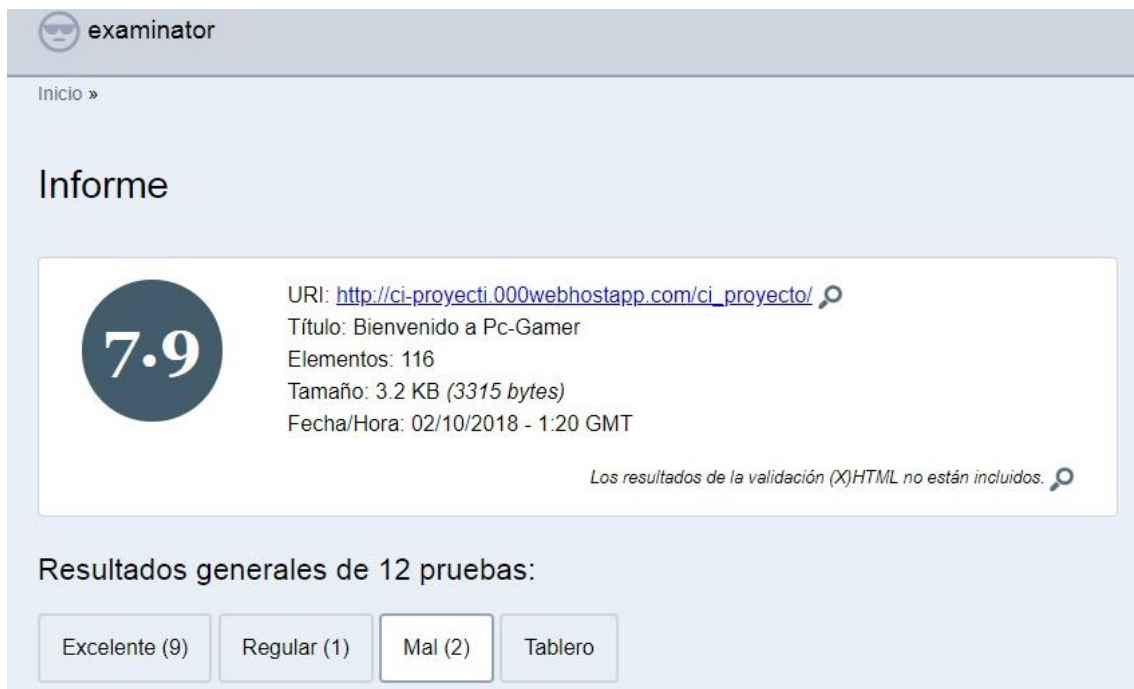 examinator
Inicio »
Informe
7.9
URI: http://ci-proyecti.000webhostapp.com/ci_proyecto/
Título: Bienvenido a Pc-Gamer
Elementos: 116
Tamaño: 3.2 KB (3315 bytes)
Fecha/Hora: 02/10/2018 - 1:20 GMT
Los resultados de la validación (X)HTML no están incluidos.
Resultados generales de 12 pruebas:
Excelente (9) Regular (1) Mal (2) Tablero